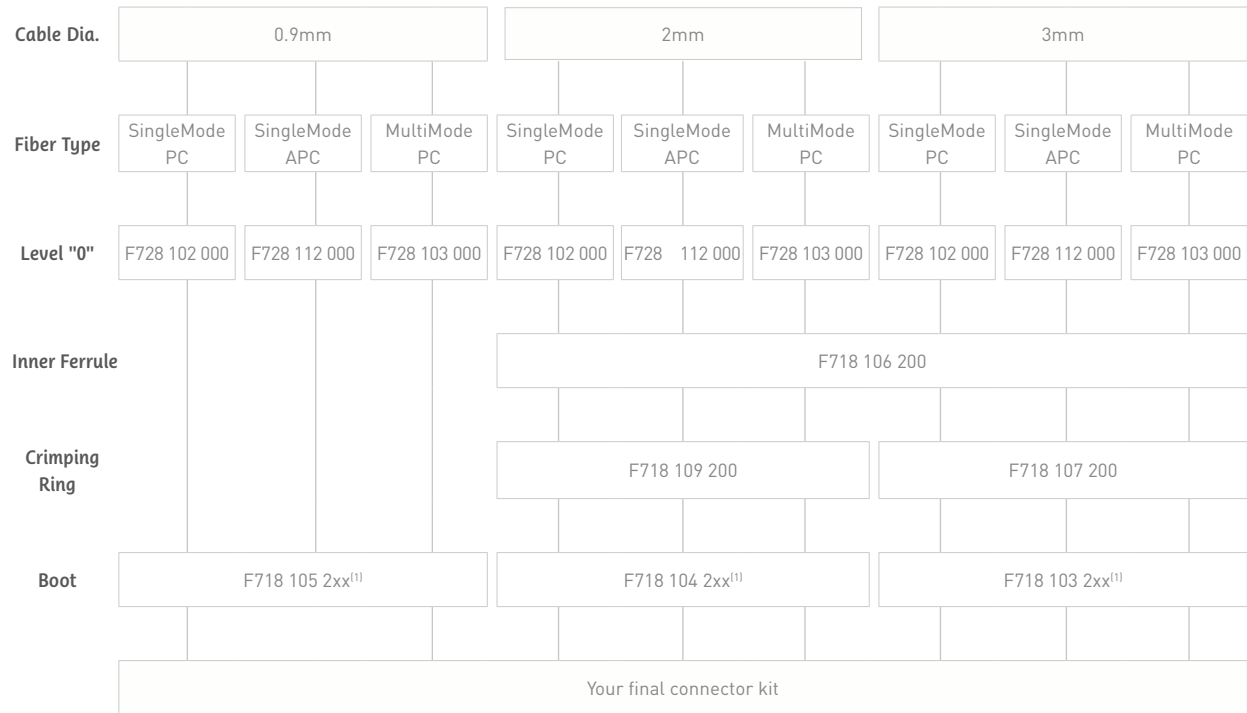 Cable Dia. 0.9mm 2mm 3mm
Fiber Type
SingleMode
PC
SingleMode
APC
MultiMode
PC
SingleMode
PC
SingleMode
APC
MultiMode
PC
SingleMode
PC
SingleMode
APC
MultiMode
PC
Level "0" F728 102 000 F728 112 000 F728 103 000 F728 102 000 F728 112 000 F728 103 000 F728 102 000 F728 112 000 F728 103 000
Inner Ferrule F718 106 200
Crimping
Ring
F718 109 200 F718 107 200
Boot F718 105 2xx(1) F718 104 2xx(1) F718 103 2xx(1)
Your final connector kit